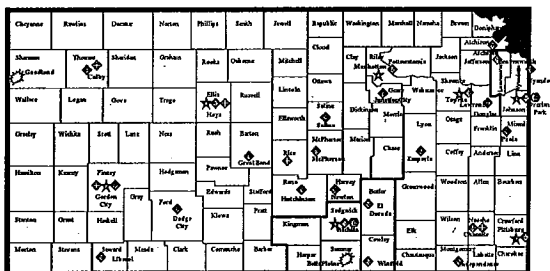 Cheyenne Rawlins Decatur Norton Phillips Smith Jewell Republic Washington Marshall Nemaha Brown Doniphan
Atchison
Cloud
Sherman Thomas Sheridan Graham Rooks Osborne Mitchell Clay Riley Pottawatomie Jackson Jefferson
Goodland Colby Manhattan
Ottawa
Lincoln
Wallace Logan Gove Trego Ellis Russell Geary Wabaunsee Shawnee
Hays Junction City Topeka Lawrence Johnson
Saline
Salina Dickinson Morris Douglas
Ellsworth Osage
Lyon Franklin Miami
Paola
Greeley Wichita Scott Lane Ness Rush Barton McPherson Marion Chase
Great Bend Rice McPherson Emporia Coffey Anderson Linn
Pawnee
Hamilton Kearny Finney Hodgeman
Garden City
Edwards Stafford Reno Harvey
Hutchinson Newton Butler Greenwood Woodson Allen Bourbon
Gray Ford
Dodge City El Dorado
Stanton Grant Haskell Kiowa Pratt Sedgwick
Wichita
Kingman Wilson Neosho Crawford
Chanute Pittsburg
Elk
Cowley
Morton Stevens Seward Meade Clark Comanche Barber Harper Sumner
Liberal Winfield Chautauqua Montgomery Labette Cherokee
Independence